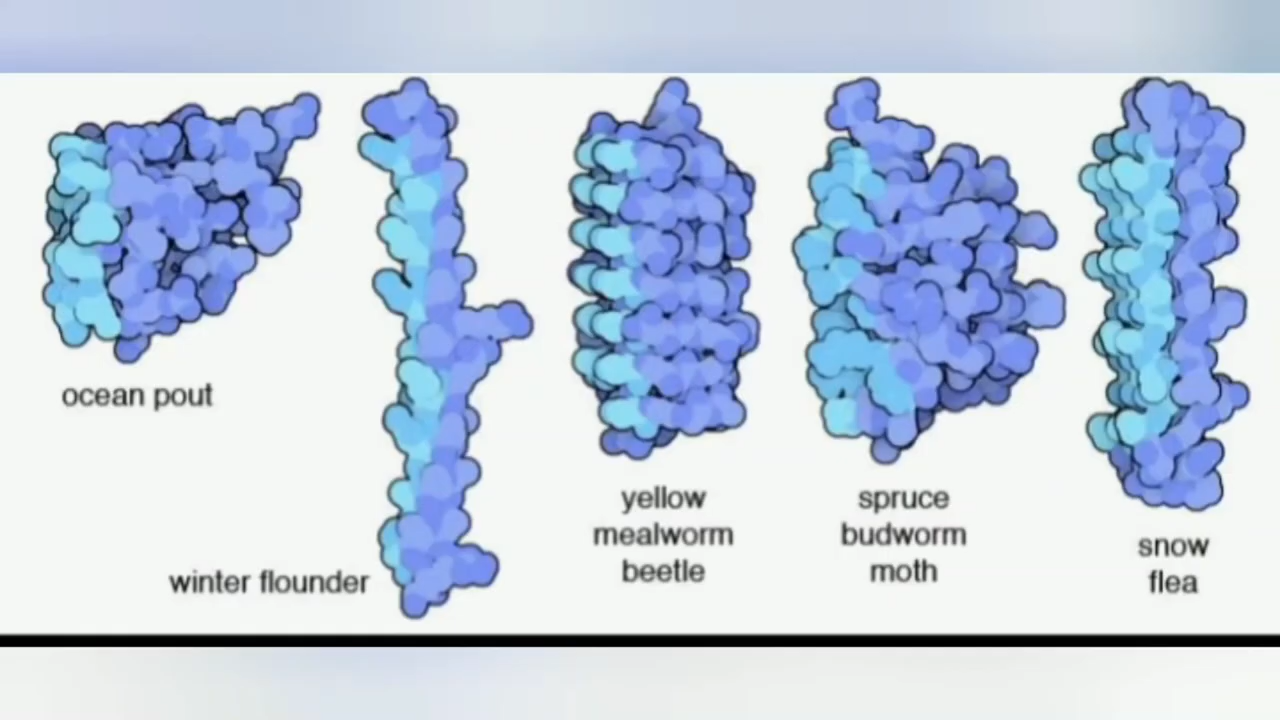 ocean pout
winter flounder
yellow
mealworm
beetle
spruce
budworm
moth
snow
flea